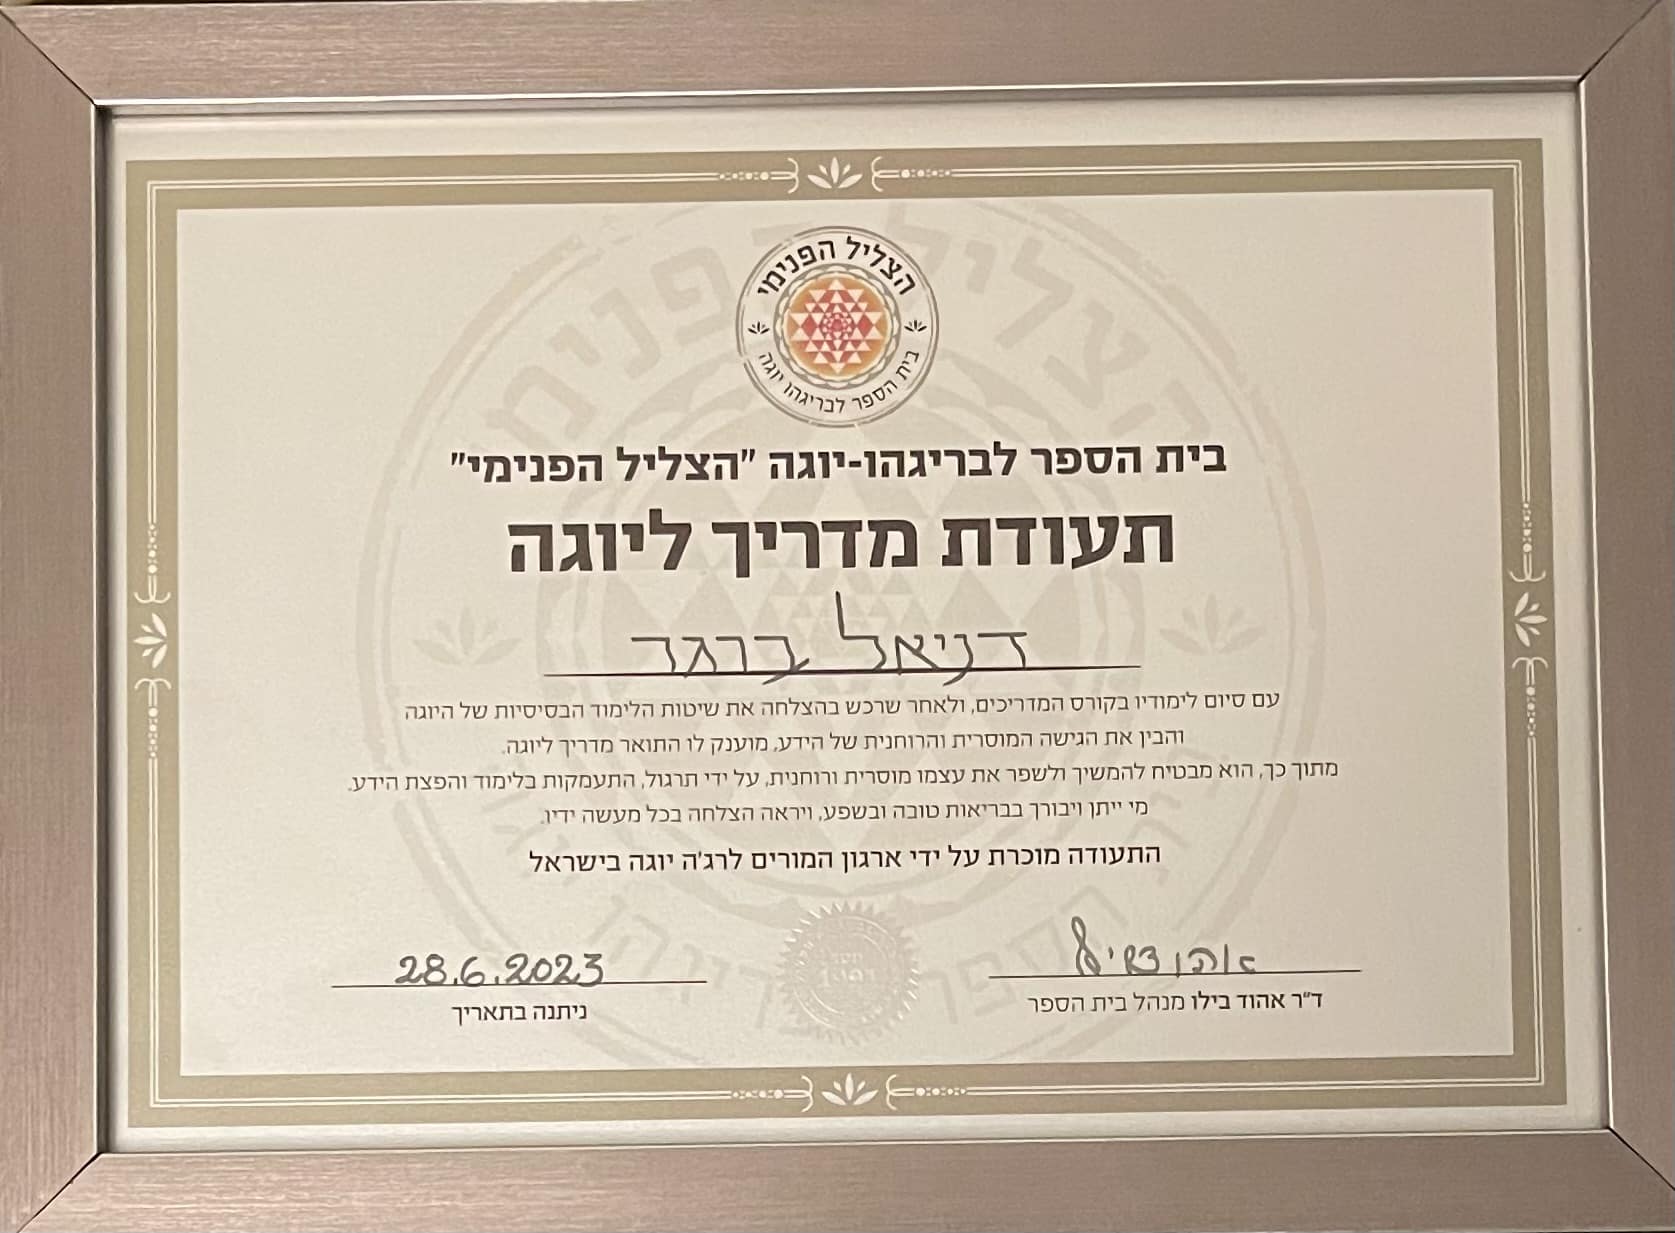 הצליל הפנימי
בית הספר לבריגהו יוגה
בית הספר לבריגהו-יוגה "הצליל הפנימי"
תעודת מדריך ליוגה
דניאל ברגר
עם סיום לימודיו בקורס המדריכים, ולאחר שרכש בהצלחה את שיטות הלימוד הבסיסיות של היוגה
והבין את הגישה המוסרית והרוחנית של הידע, מוענק לו התואר מדריך ליוגה.
מתוך כך, הוא מבטיח להמשיך ולשפר את עצמו מוסרית ורוחנית, על ידי תרגול, התעמקות בלימוד והפצת הידע.
מי ייתן ויבורך בבריאות טובה ובשפע, ויראה הצלחה בכל מעשה ידיו.
התעודה מוכרת על ידי ארגון המורים לרג'ה יוגה בישראל
28.6.2023
ד"ר אהוד בילו מנהל בית הספר
ניתנה בתאריך